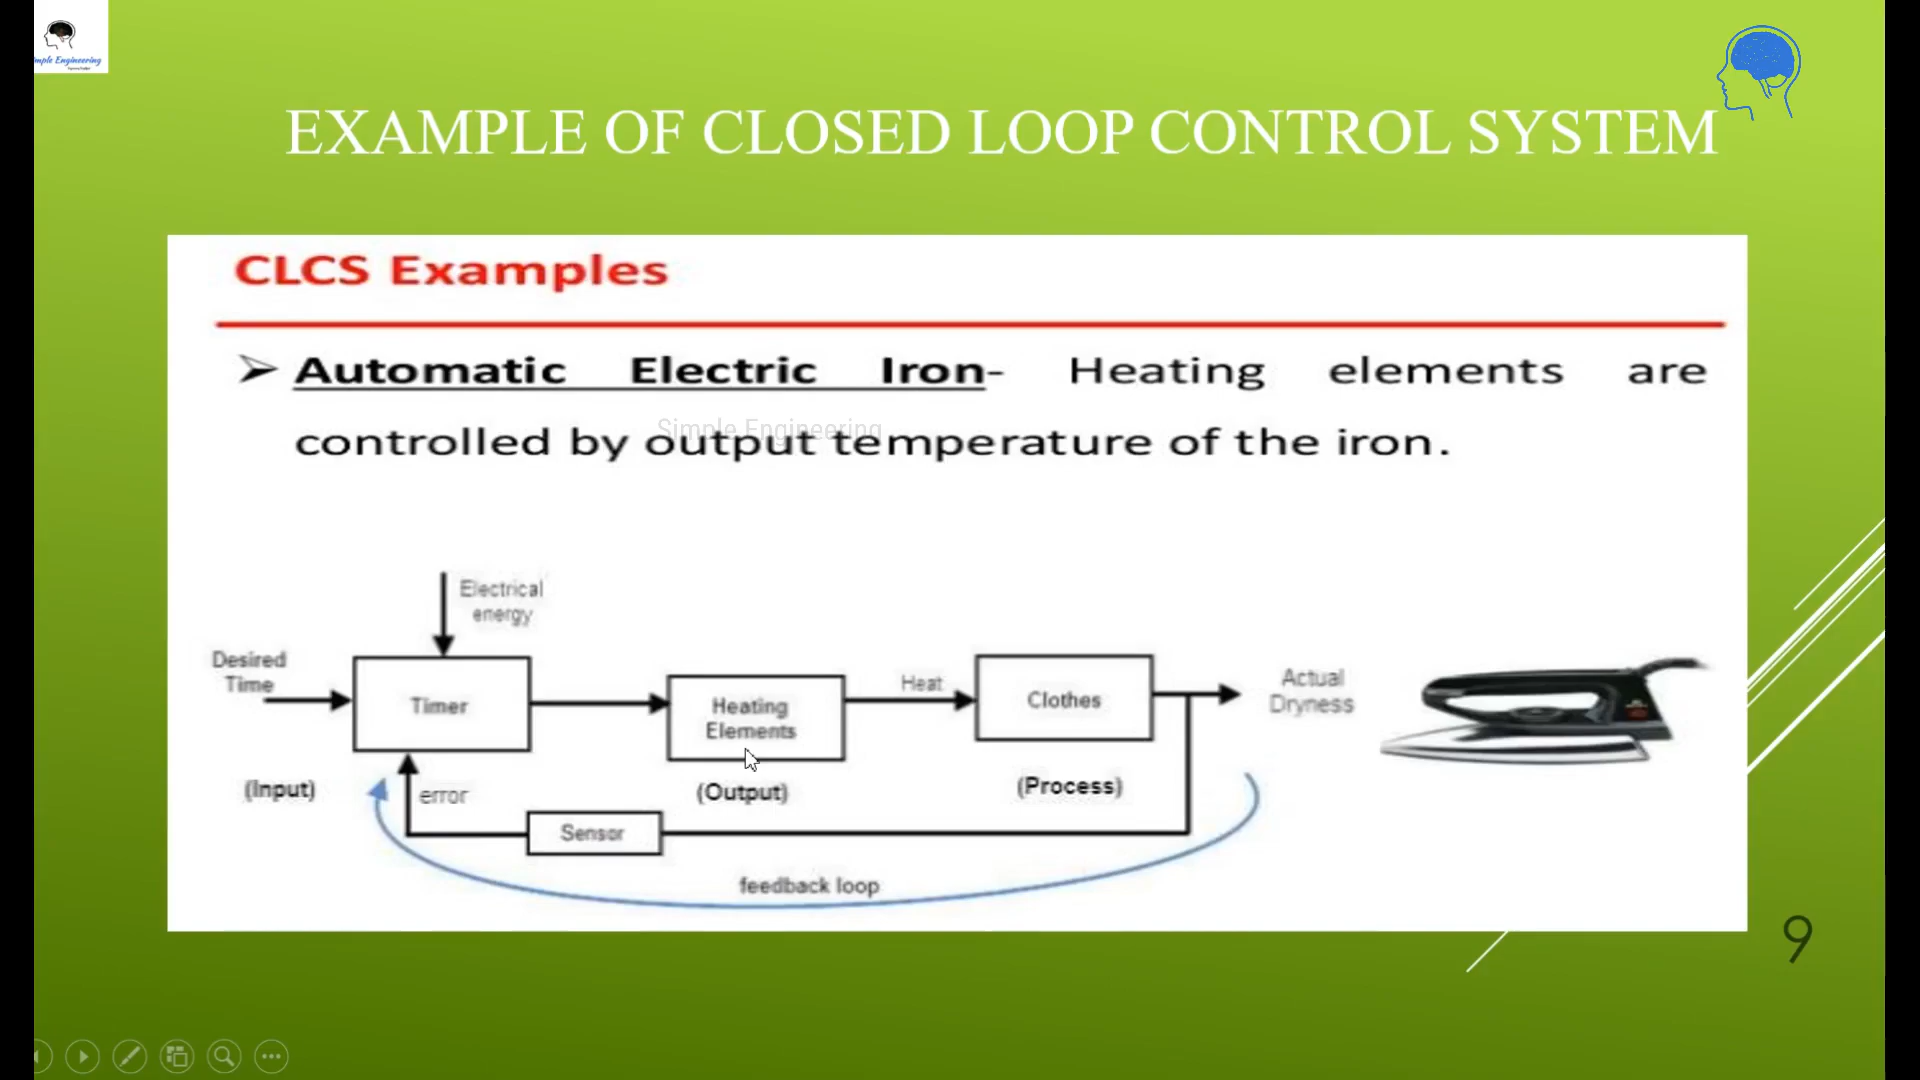 mple Engineering
EXAMPLE OF CLOSED LOOP CONTROL SYSTEM
CLCS Examples
Automatic Electric Iron- Heating elements are
Simple Engineering
controlled by output temperature of the iron.
Electrical
energy
Desired
Time
Timer
Heating
Elements
Heat
Clothes
Actual
Dryness
(Input)
error
(Output)
(Process)
Sensor
feedback loop
9